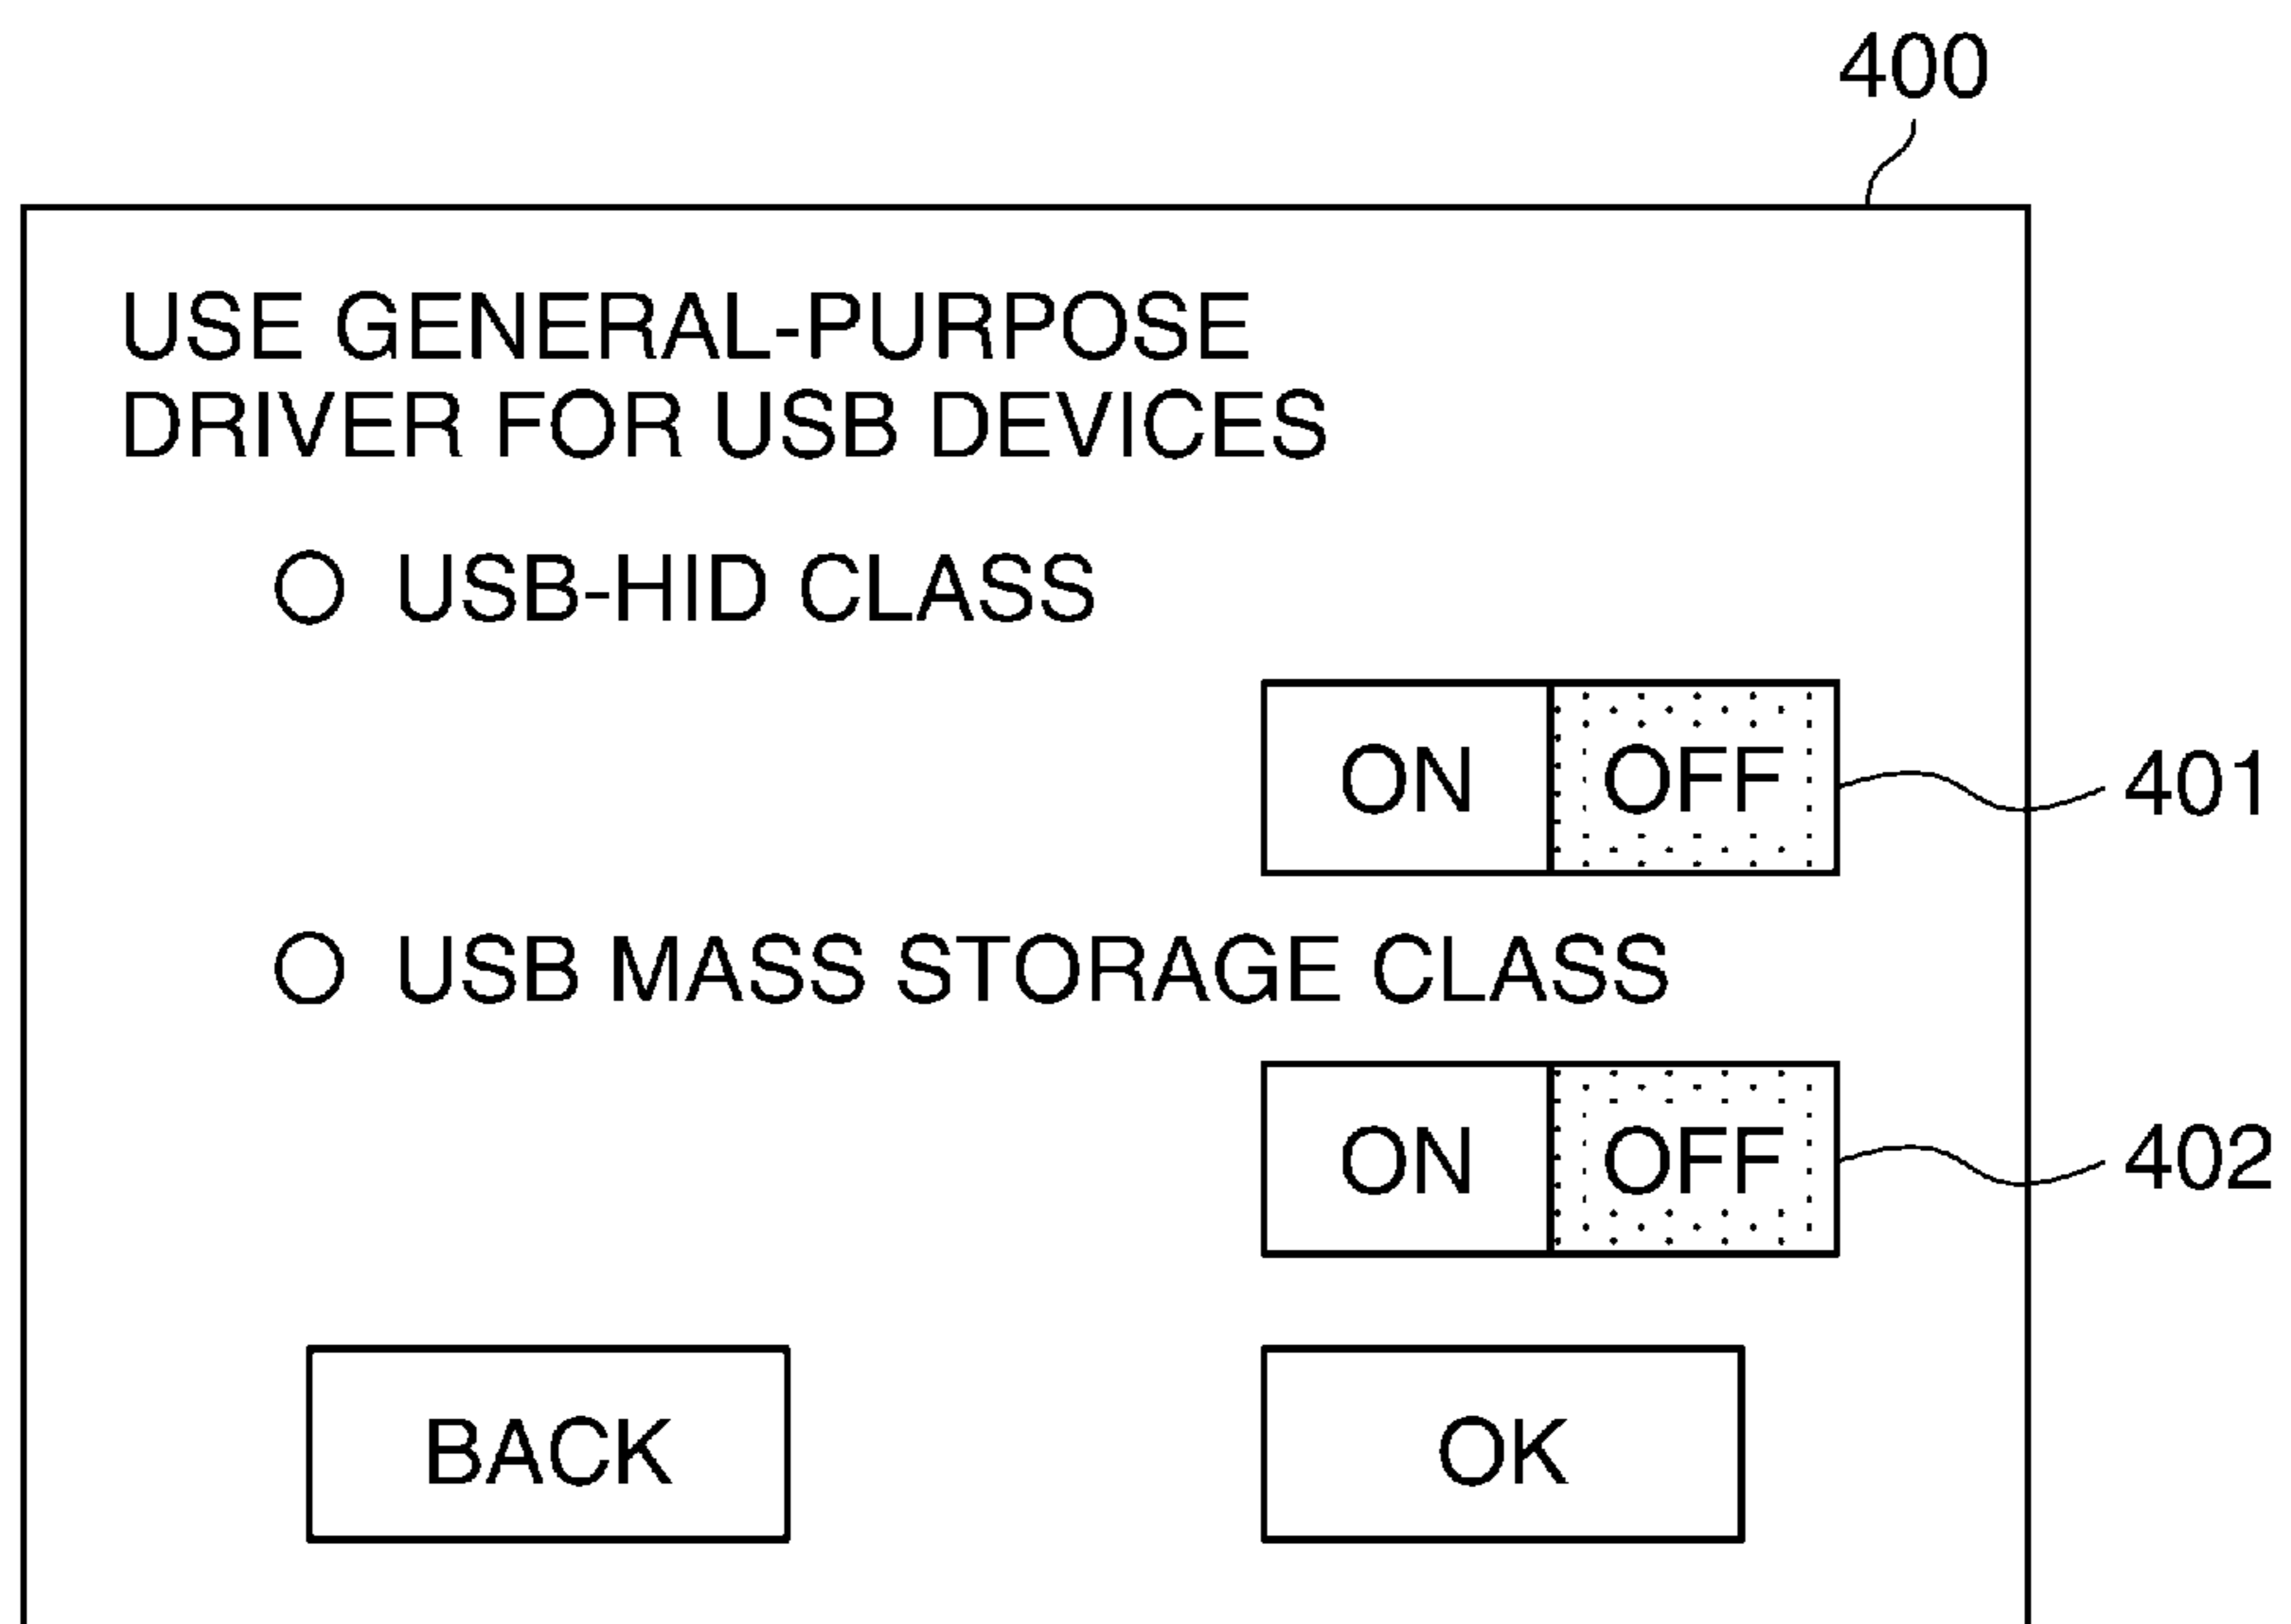 400
USE GENERAL-PURPOSE
DRIVER FOR USB DEVICES
○ USB-HID CLASS
ON OFF 401
○ USB MASS STORAGE CLASS
ON OFF 402
BACK OK